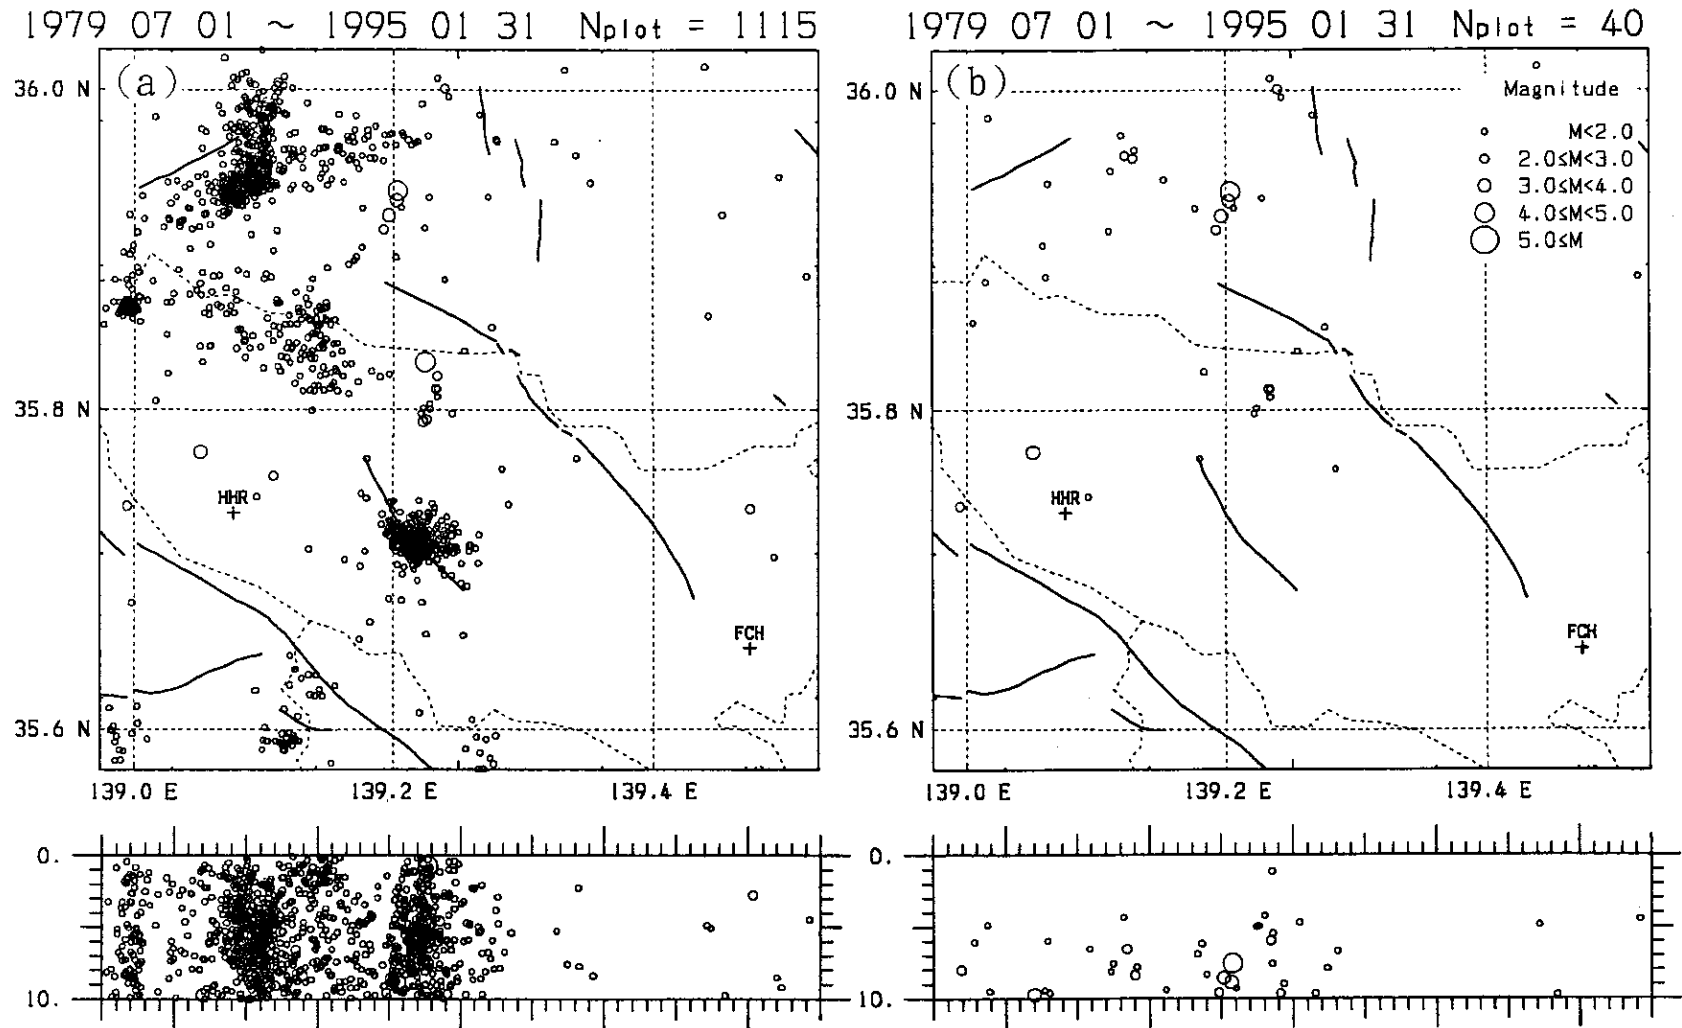 1979 07 01 ~ 1995 01 31 Nplot = 1115
(a)
36.0 N
35.8 N
35.6 N
HHR
FCH
139.0 E 139.2 E 139.4 E
0.
10.
1979 07 01 ~ 1995 01 31 Nplot = 40
(b)
36.0 N
35.8 N
35.6 N
Magnitude
M<2.0
2.0≤M<3.0
3.0≤M<4.0
4.0≤M<5.0
5.0≤M
HHR
FCH
139.0 E 139.2 E 139.4 E
0.
10.